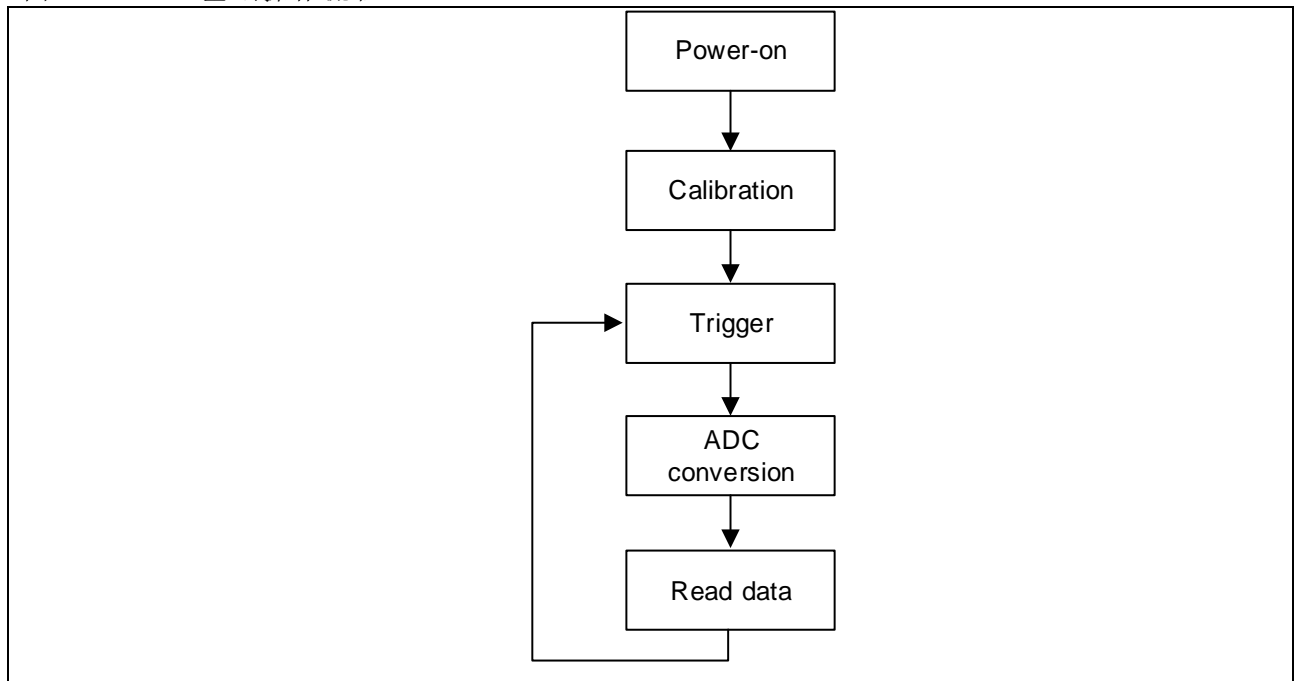 Power-on
Calibration
Trigger
ADC
conversion
Read data